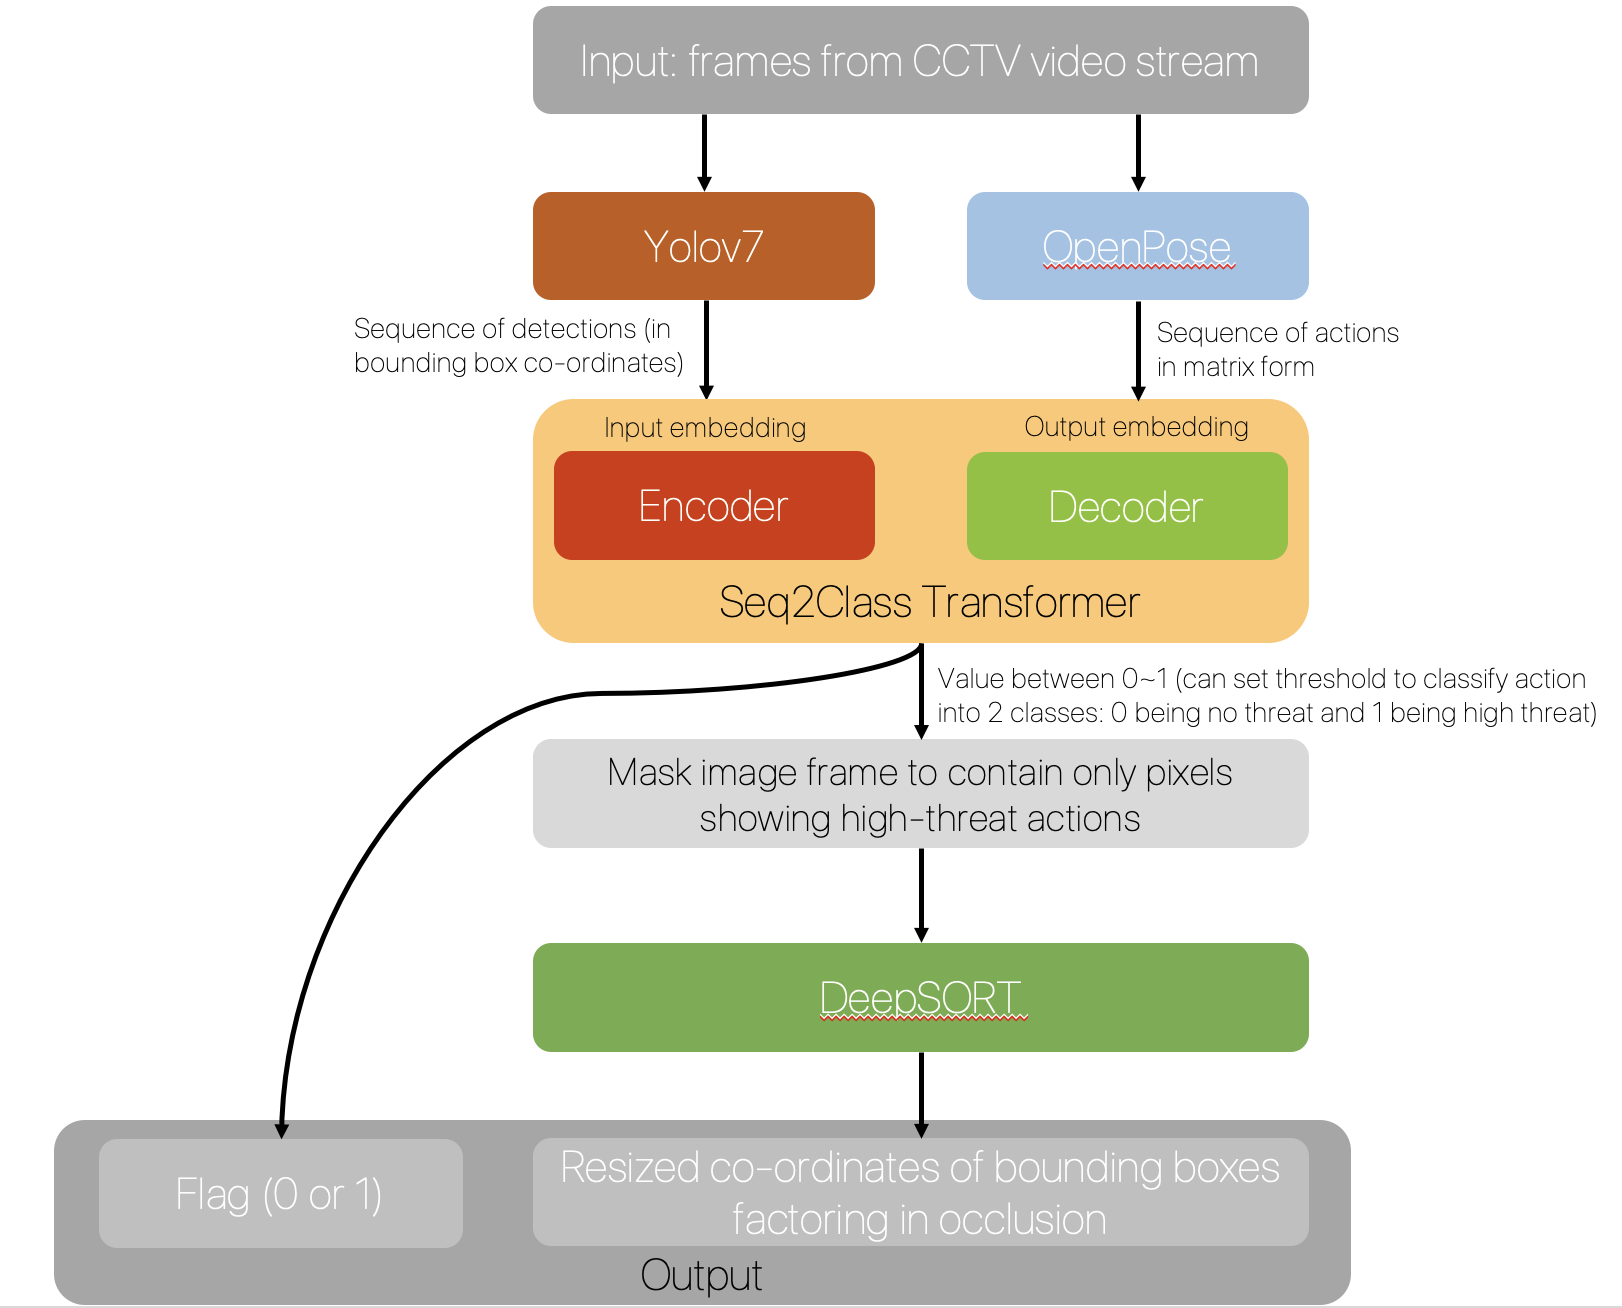 Input: frames from CCTV video stream
Yolov7
OpenPose
Sequence of detections (in
bounding box co-ordinates)
Sequence of actions
in matrix form
Input embedding
Output embedding
Encoder
Decoder
Seq2Class Transformer
Value between 0~1 (can set threshold to classify action
into 2 classes: 0 being no threat and 1 being high threat)
Mask image frame to contain only pixels
showing high-threat actions
DeepSORT
Flag (0 or 1)
Resized co-ordinates of bounding boxes
factoring in occlusion
Output